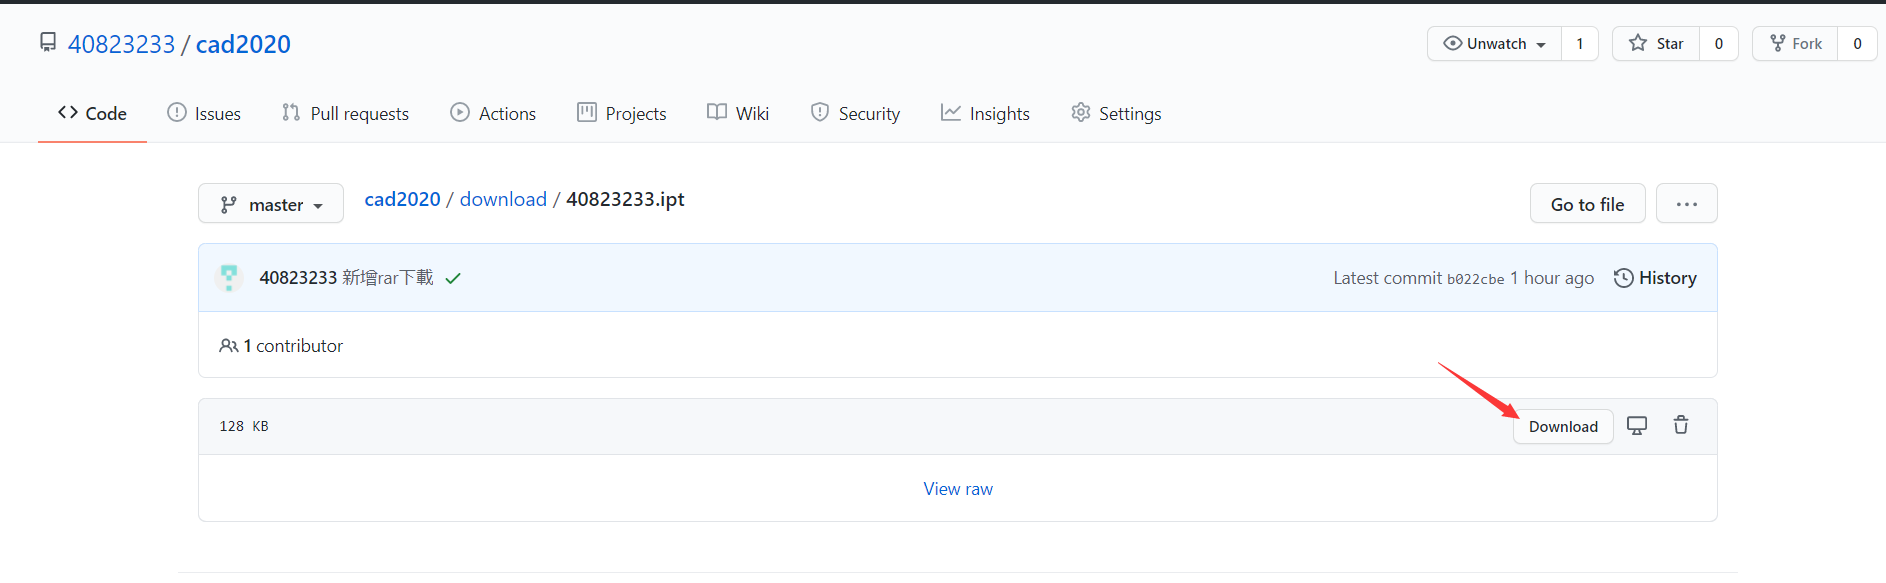 40823233 / cad2020
Unwatch 1 Star 0 Fork 0
Code Issues Pull requests Actions Projects Wiki Security Insights Settings
master cad2020 / download / 40823233.ipt Go to file ...
40823233 新增rar下載 Latest commit b022cbe 1 hour ago History
1 contributor
128 KB Download
View raw